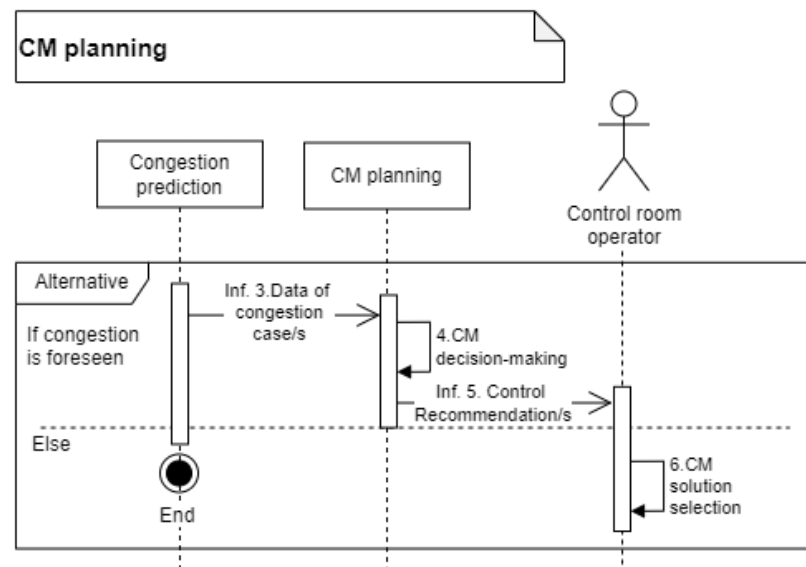 CM planning
Congestion
prediction
CM planning
Control room
operator
Alternative
If congestion
is foreseen
Inf. 3.Data of
congestion
case/s
4.CM
decision-making
Inf. 5. Control
Recommendation/s
Else
End
6.CM
solution
selection